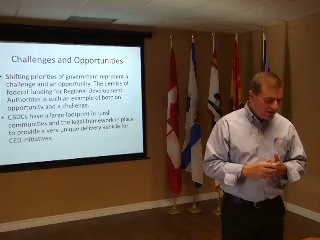 Challenges and Opportunities
• Shifting priorities of government represent a
challenge and an opportunity. The demise of
federal funding for Regional Development
Authorities is such an example of both an
opportunity and a challenge.
• CBDCs have a large footprint in rural
communities and the legal framework in place
to provide a very unique delivery vehicle for
CED initiatives.